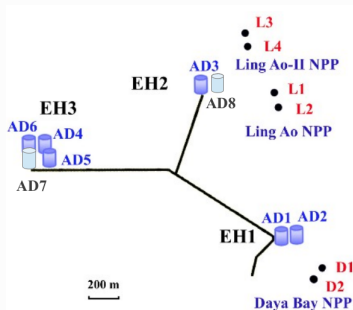 L3
L4
Ling Ao-II NPP
EH2
AD3
AD8
L1
L2
Ling Ao NPP
EH3
AD6 AD4
AD5
AD7
EH1
AD1 AD2
200 m
D1
D2
Daya Bay NPP